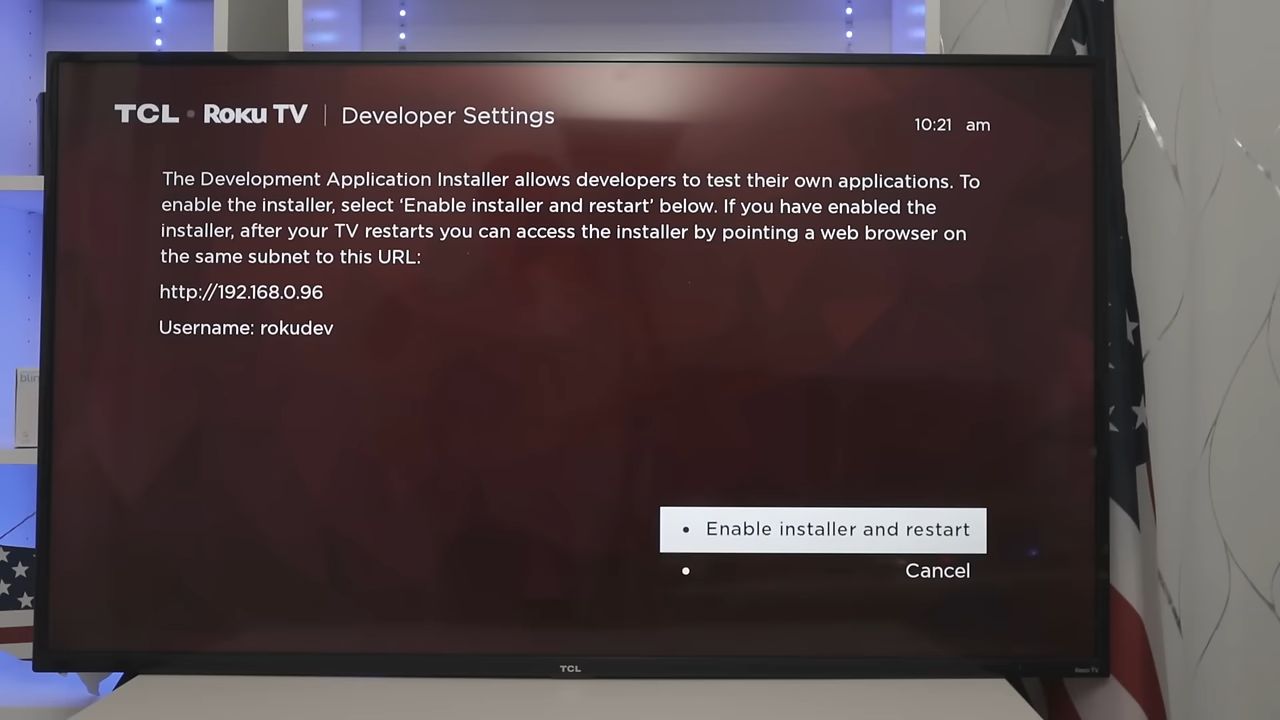 TCL • Roku TV | Developer Settings
10:21 am
The Development Application Installer allows developers to test their own applications. To
enable the installer, select ‘Enable installer and restart’ below. If you have enabled the
installer, after your TV restarts you can access the installer by pointing a web browser on
the same subnet to this URL:
http://192.168.0.96
Username: rokudev
• Enable installer and restart
• Cancel
TCL
Roku TV